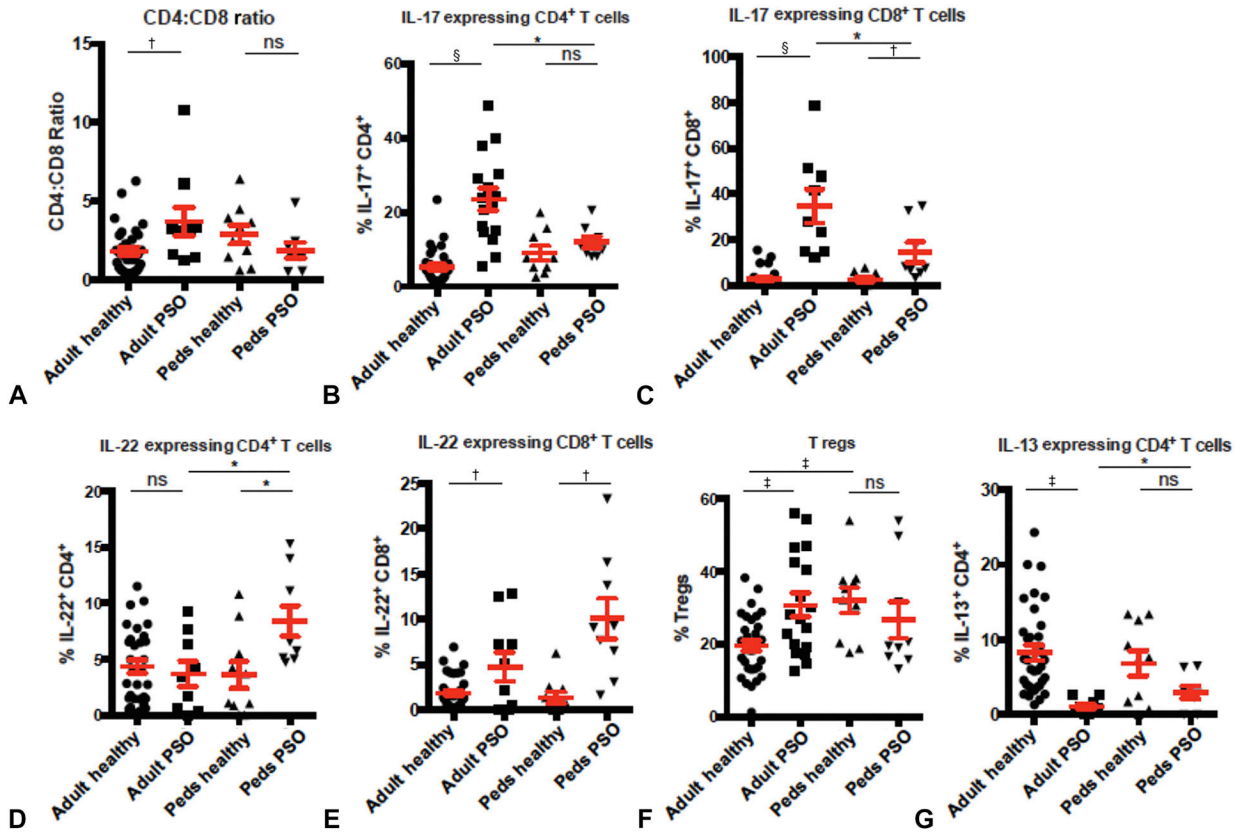 CD4:CD8 ratio
† ns
15
10
5
0
CD4:CD8 Ratio
Adult healthy
Adult PSO
Peds healthy
Peds PSO
A
IL-17 expressing CD4⁺ T cells
*
§ ns
60
40
20
0
% IL-17⁺ CD4⁺
Adult healthy
Adult PSO
Peds healthy
Peds PSO
B
IL-17 expressing CD8⁺ T cells
*
§ †
100
80
60
40
20
0
% IL-17⁺ CD8⁺
Adult healthy
Adult PSO
Peds healthy
Peds PSO
C
IL-22 expressing CD4⁺ T cells
*
ns *
20
15
10
5
0
% IL-22⁺ CD4⁺
Adult healthy
Adult PSO
Peds healthy
Peds PSO
D
IL-22 expressing CD8⁺ T cells
† †
25
20
15
10
5
0
% IL-22⁺ CD8⁺
Adult healthy
Adult PSO
Peds healthy
Peds PSO
E
T regs
‡
‡ ns
60
40
20
0
% Tregs
Adult healthy
Adult PSO
Peds healthy
Peds PSO
F
IL-13 expressing CD4⁺ T cells
*
‡ ns
30
20
10
0
% IL-13⁺ CD4⁺
Adult healthy
Adult PSO
Peds healthy
Peds PSO
G